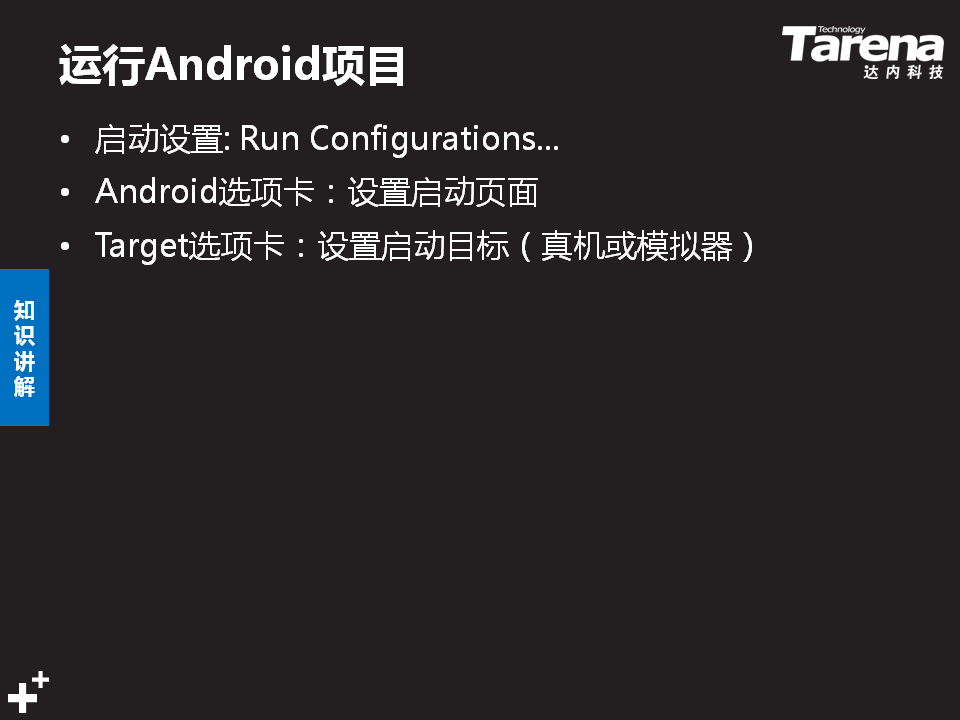 运行Android项目
Technology
Tarena
达内科技
• 启动设置: Run Configurations...
• Android选项卡：设置启动页面
• Target选项卡：设置启动目标（真机或模拟器）
知识讲解